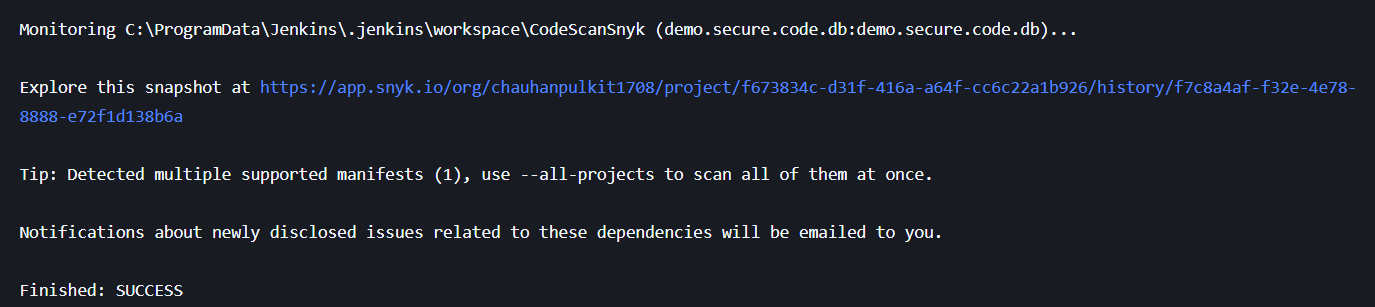 Monitoring C:\ProgramData\Jenkins\.jenkins\workspace\CodeScanSnyk (demo.secure.code.db:demo.secure.code.db)...
Explore this snapshot at https://app.snyk.io/org/chauhanpulkit1708/project/f673834c-d31f-416a-a64f-cc6c22a1b926/history/f7c8a4af-f32e-4e78-
8888-e72f1d138b6a
Tip: Detected multiple supported manifests (1), use --all-projects to scan all of them at once.
Notifications about newly disclosed issues related to these dependencies will be emailed to you.
Finished: SUCCESS